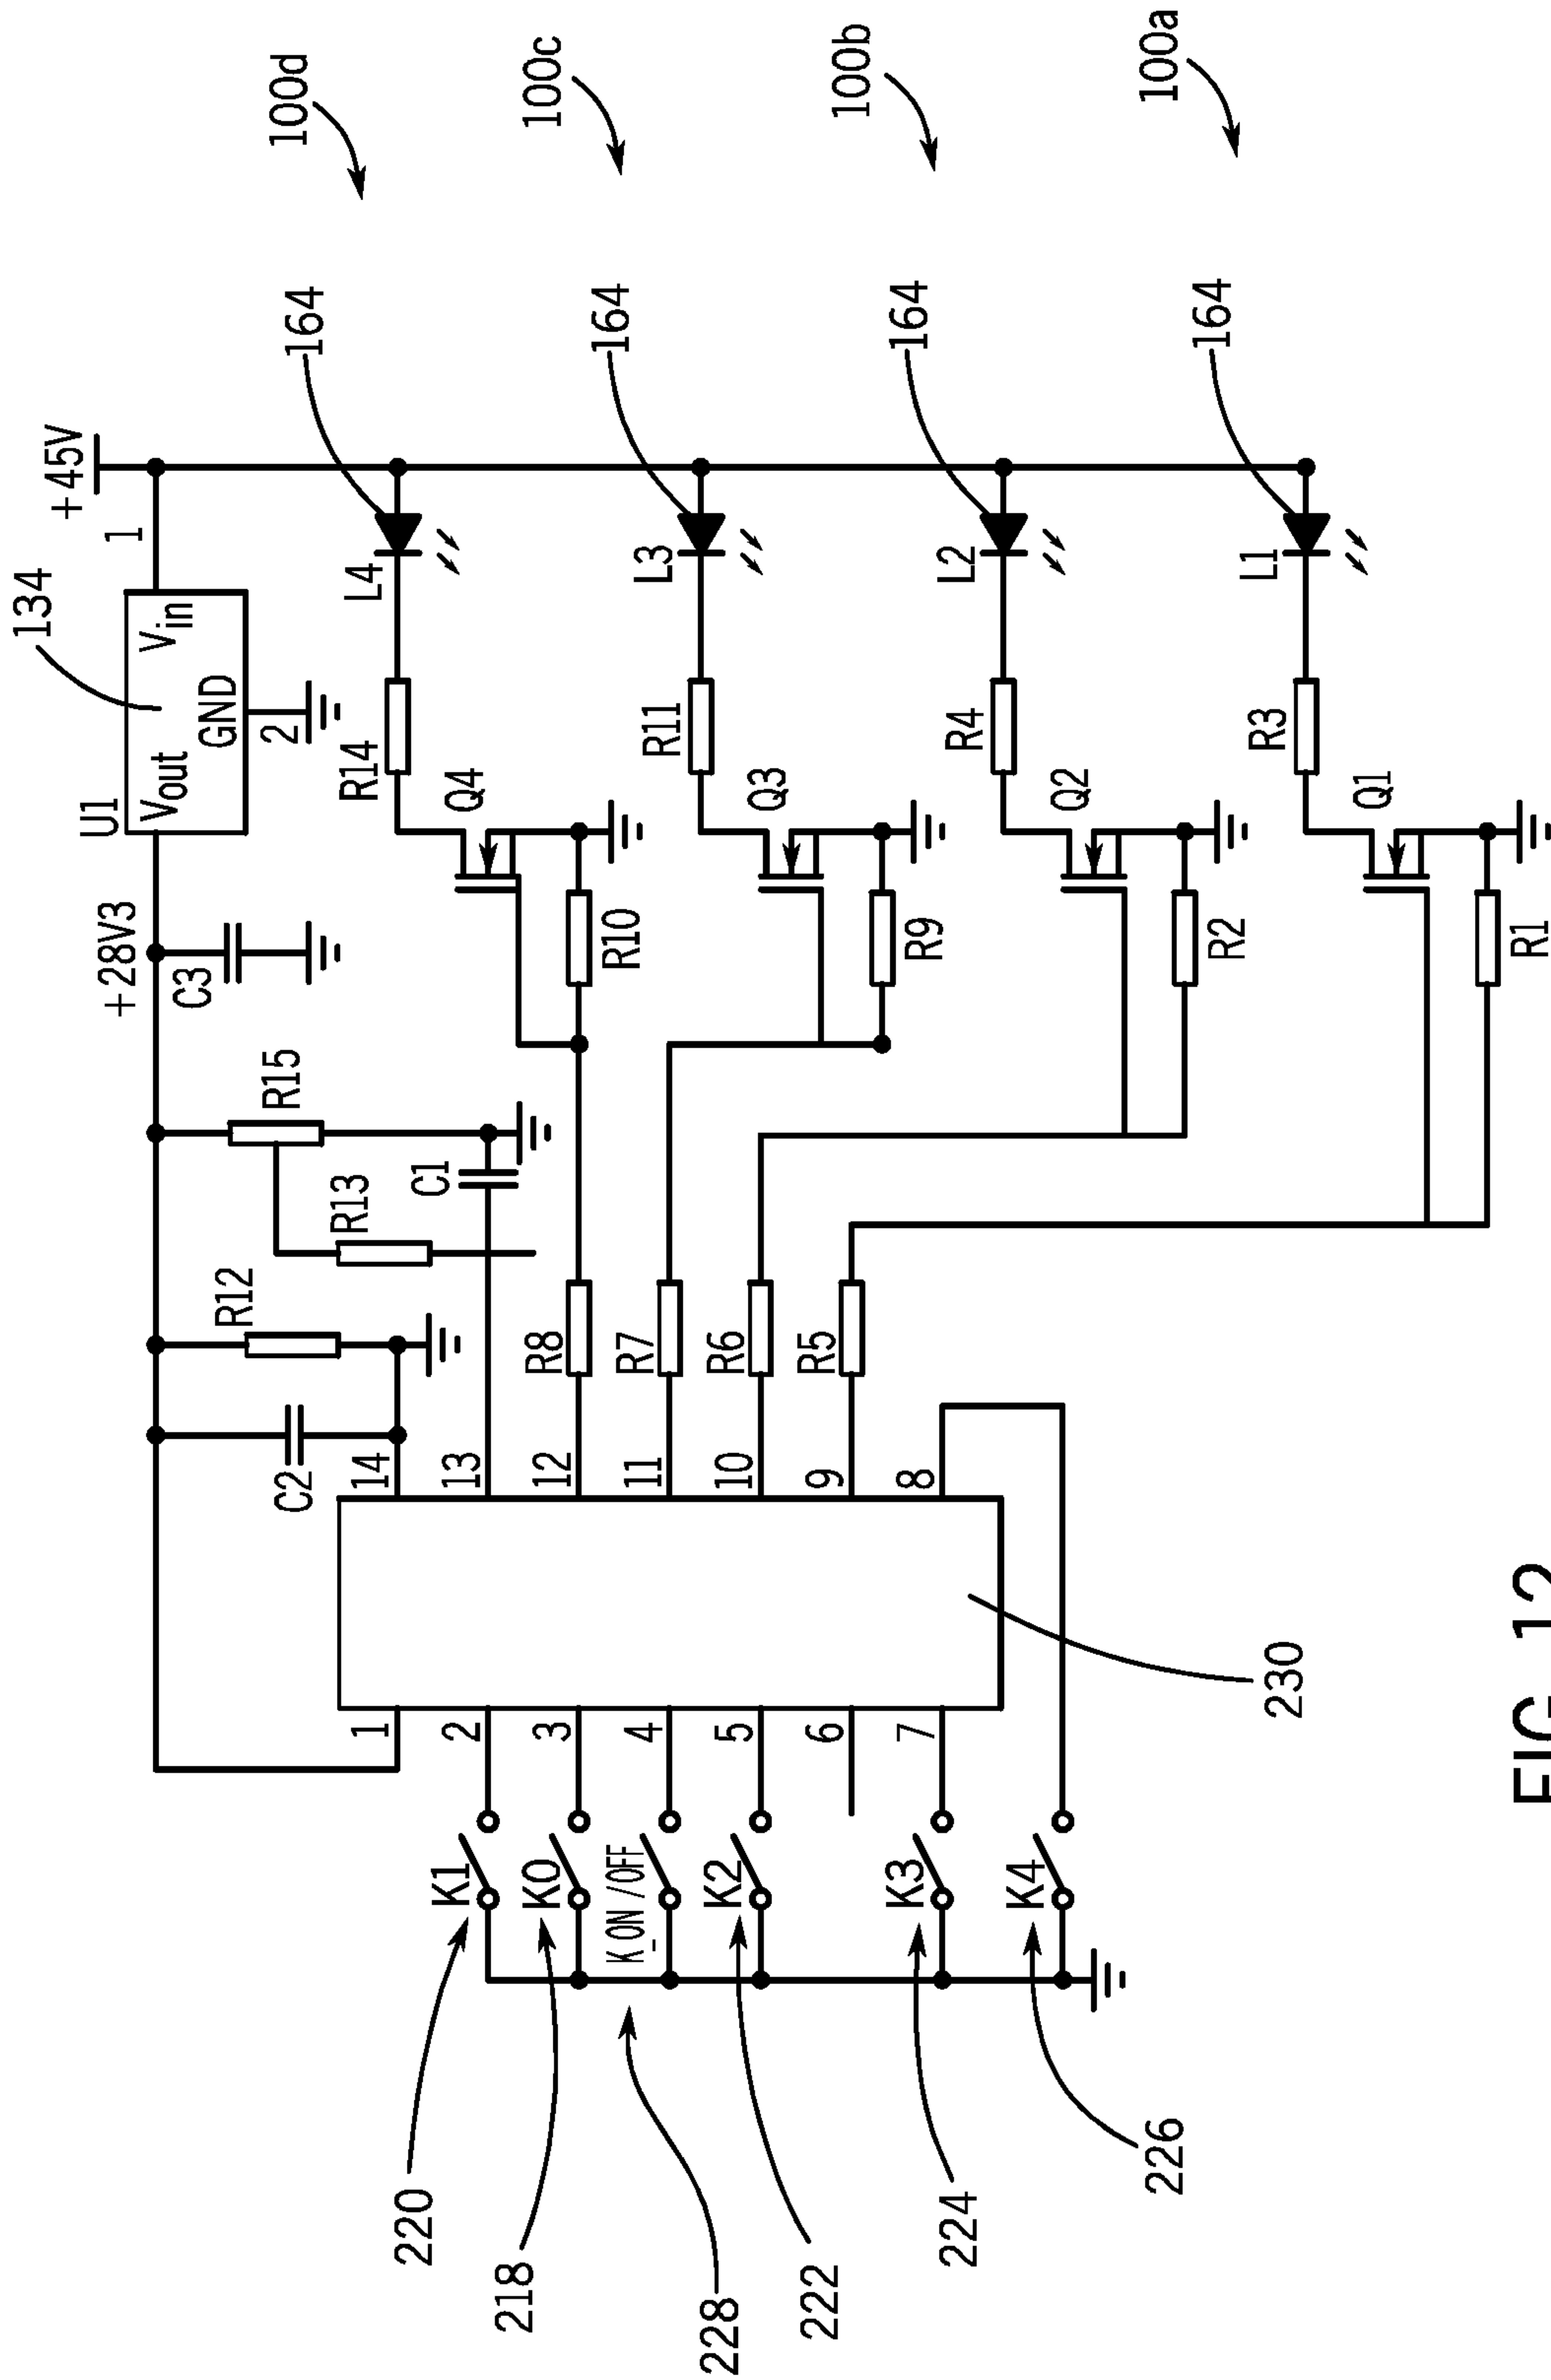 100d
100c
100b
100a
164
164
164
164
+45V
1
134
U1
Vout
Vin
GND
2
+28V3
C3
L4
L3
L2
L1
R14
R11
R4
R3
Q4
Q3
Q2
Q1
R10
R9
R2
R1
R15
R13
C1
R12
C2
R8
R7
R6
R5
14
13
12
11
10
9
8
1
2
3
4
5
6
7
230
K1
K0
K_ON/OFF
K2
K3
K4
220
218
228
222
224
226
FIG. 12